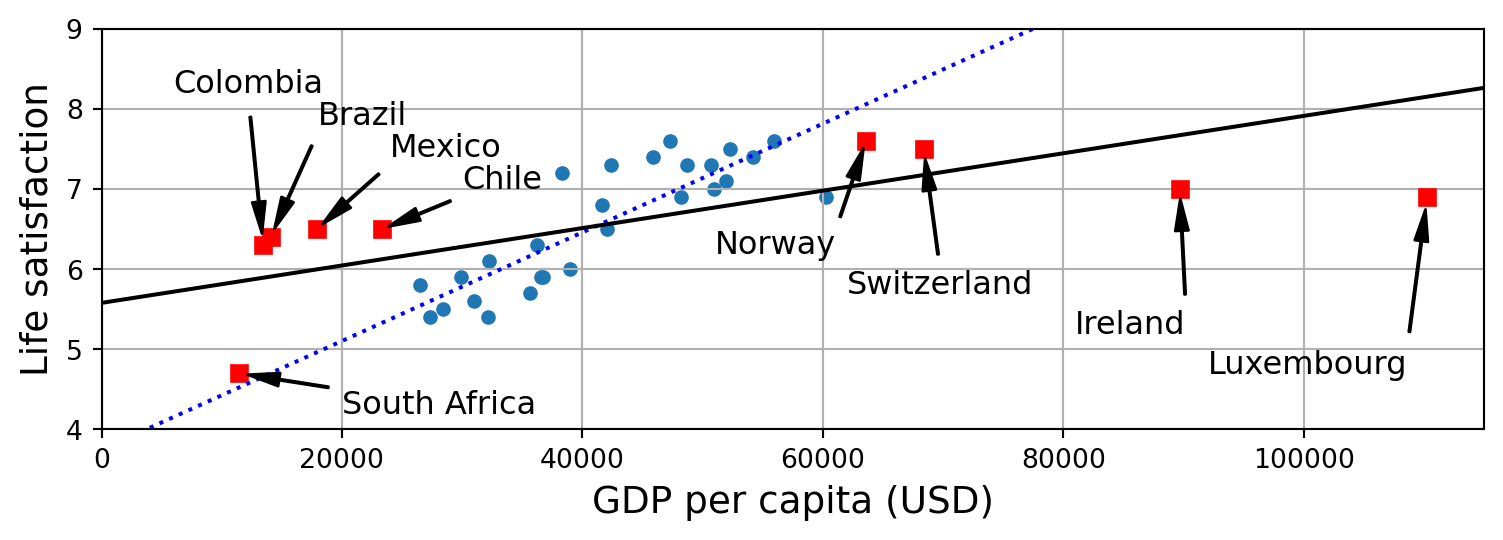 9
Colombia
8
Brazil
Mexico
Chile
7
Norway
6
Switzerland
Ireland
5
Luxembourg
South Africa
4
Life satisfaction
0 20000 40000 60000 80000 100000
GDP per capita (USD)